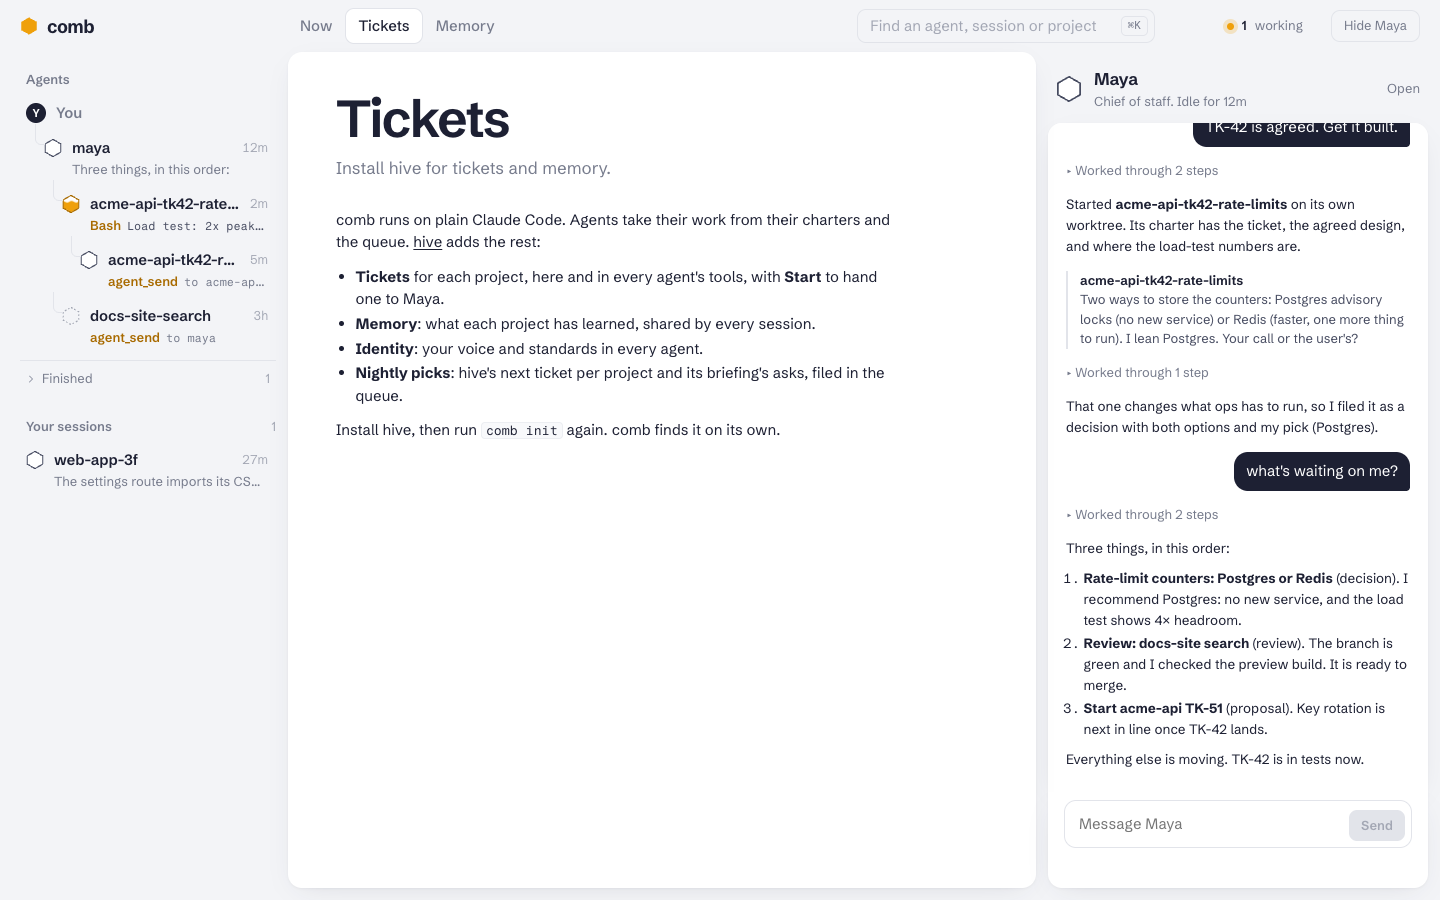 comb
Now
Tickets
Memory
Find an agent, session or project
⌘K
1 working
Hide Maya
Agents
Y You
maya 12m
Three things, in this order:
acme-api-tk42-rate... 2m
Bash Load test: 2x peak…
acme-api-tk42-r... 5m
agent_send to acme-ap…
docs-site-search 3h
agent_send to maya
Finished 1
Your sessions 1
web-app-3f 27m
The settings route imports its CS...
Tickets
Install hive for tickets and memory.
comb runs on plain Claude Code. Agents take their work from their charters and
the queue. hive adds the rest:
• Tickets for each project, here and in every agent's tools, with Start to hand
one to Maya.
• Memory: what each project has learned, shared by every session.
• Identity: your voice and standards in every agent.
• Nightly picks: hive's next ticket per project and its briefing's asks, filed in the
queue.
Install hive, then run comb init again. comb finds it on its own.
Maya
Chief of staff. Idle for 12m
Open
TK-42 is agreed. Get it built.
Worked through 2 steps
Started acme-api-tk42-rate-limits on its own
worktree. Its charter has the ticket, the agreed design,
and where the load-test numbers are.
acme-api-tk42-rate-limits
Two ways to store the counters: Postgres advisory
locks (no new service) or Redis (faster, one more thing
to run). I lean Postgres. Your call or the user's?
Worked through 1 step
That one changes what ops has to run, so I filed it as a
decision with both options and my pick (Postgres).
what's waiting on me?
Worked through 2 steps
Three things, in this order:
1. Rate-limit counters: Postgres or Redis (decision). I
recommend Postgres: no new service, and the load
test shows 4× headroom.
2. Review: docs-site search (review). The branch is
green and I checked the preview build. It is ready to
merge.
3. Start acme-api TK-51 (proposal). Key rotation is
next in line once TK-42 lands.
Everything else is moving. TK-42 is in tests now.
Message Maya
Send